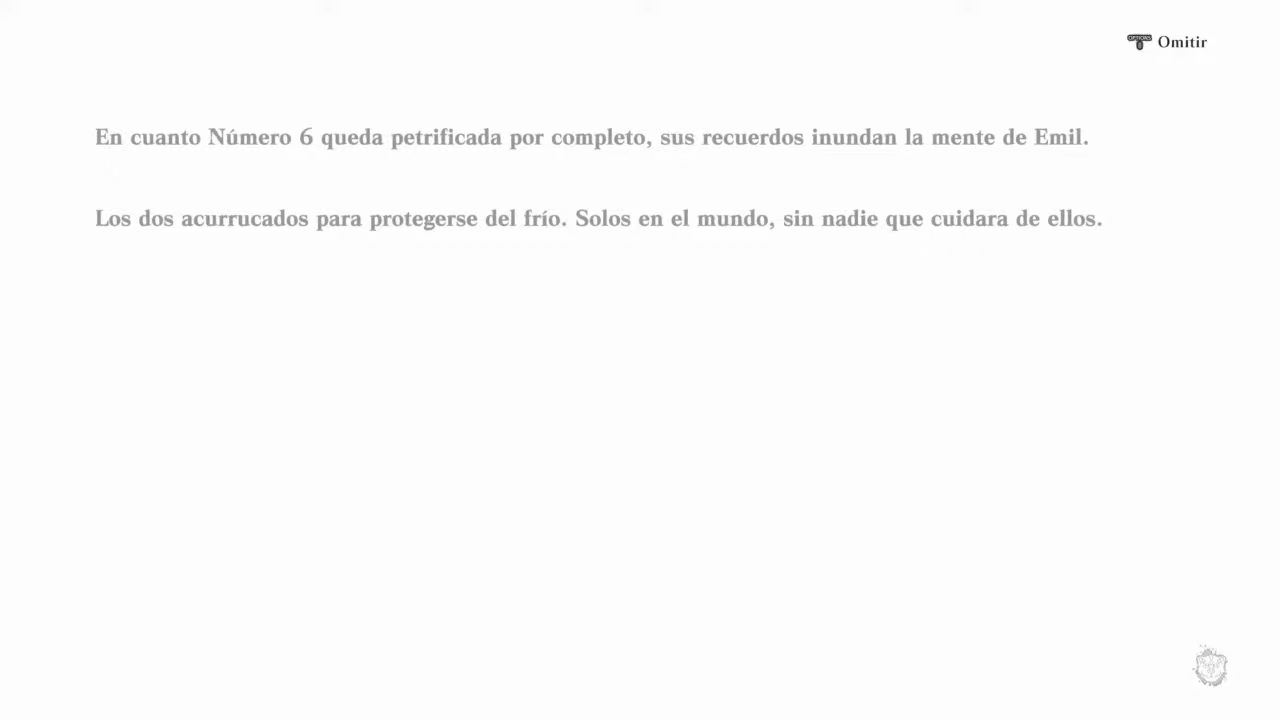 OPTIONS Omitir
En cuanto Número 6 queda petrificada por completo, sus recuerdos inundan la mente de Emil.
Los dos acurrucados para protegerse del frío. Solos en el mundo, sin nadie que cuidara de ellos.